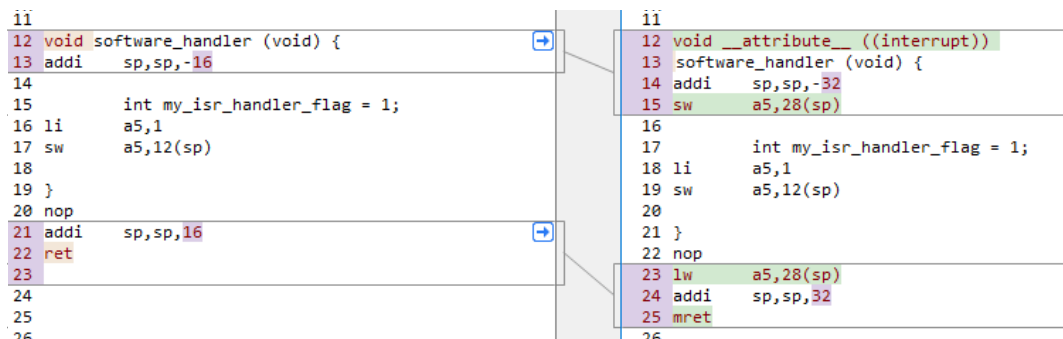 11
12 void software_handler (void) {
13 addi sp,sp,-16
14
15 int my_isr_handler_flag = 1;
16 li a5,1
17 sw a5,12(sp)
18
19 }
20 nop
21 addi sp,sp,16
22 ret
23
24
25
26
11
12 void __attribute__ ((interrupt))
13 software_handler (void) {
14 addi sp,sp,-32
15 sw a5,28(sp)
16
17 int my_isr_handler_flag = 1;
18 li a5,1
19 sw a5,12(sp)
20
21 }
22 nop
23 lw a5,28(sp)
24 addi sp,sp,32
25 mret
26